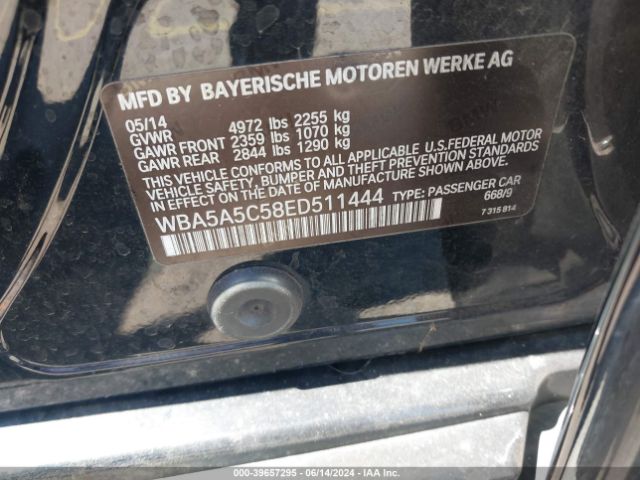 MFD BY BAYERISCHE MOTOREN WERKE AG
05/14
GVWR 4972 lbs 2255 kg
GAWR FRONT 2359 lbs 1070 kg
GAWR REAR 2844 lbs 1290 kg
THIS VEHICLE CONFORMS TO ALL APPLICABLE U.S.FEDERAL MOTOR
VEHICLE SAFETY, BUMPER AND THEFT PREVENTION STANDARDS
IN EFFECT ON THE DATE OF MANUFACTURE SHOWN ABOVE.
WBA5A5C58ED511444 TYPE: PASSENGER CAR
668/9
7 315 814
000-39657295 - 06/14/2024 - IAA Inc.